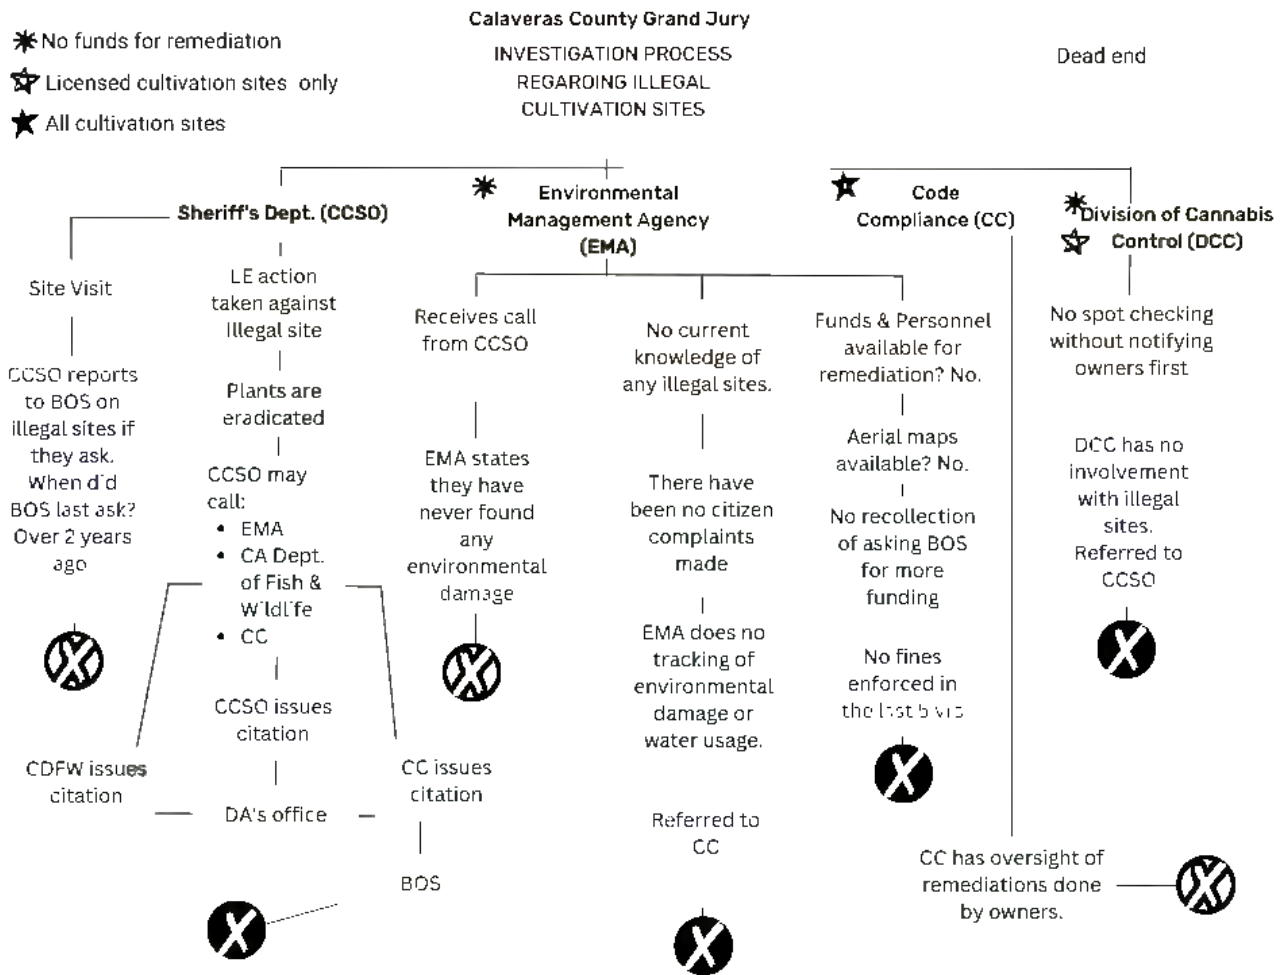 Calaveras County Grand Jury
INVESTIGATION PROCESS
REGARDING ILLEGAL
CULTIVATION SITES
No funds for remediation
Licensed cultivation sites only
All cultivation sites
Dead end
Sheriff's Dept. (CCSO)
Site Visit
CCSO reports
to BOS on
illegal sites if
they ask.
When did
BOS last ask?
Over 2 years
ago
LE action
taken against
Illegal site
Plants are
eradicated
CCSO may
call:
• EMA
• CA Dept.
of Fish &
Wildlife
• CC
CCSO issues
citation
CDFW issues
citation
DA's office
CC issues
citation
BOS
Environmental
Management Agency
(EMA)
Receives call
from CCSO
EMA states
they have
never found
any
environmental
damage
No current
knowledge of
any illegal sites.
There have
been no citizen
complaints
made
EMA does no
tracking of
environmental
damage or
water usage.
Referred to
CC
Funds & Personnel
available for
remediation? No.
Aerial maps
available? No.
No recollection
of asking BOS
for more
funding
No fines
enforced in
the last 5 yrs
Code
Compliance (CC)
CC has oversight of
remediations done
by owners.
Division of Cannabis
Control (DCC)
No spot checking
without notifying
owners first
DCC has no
involvement
with illegal
sites.
Referred to
CCSO